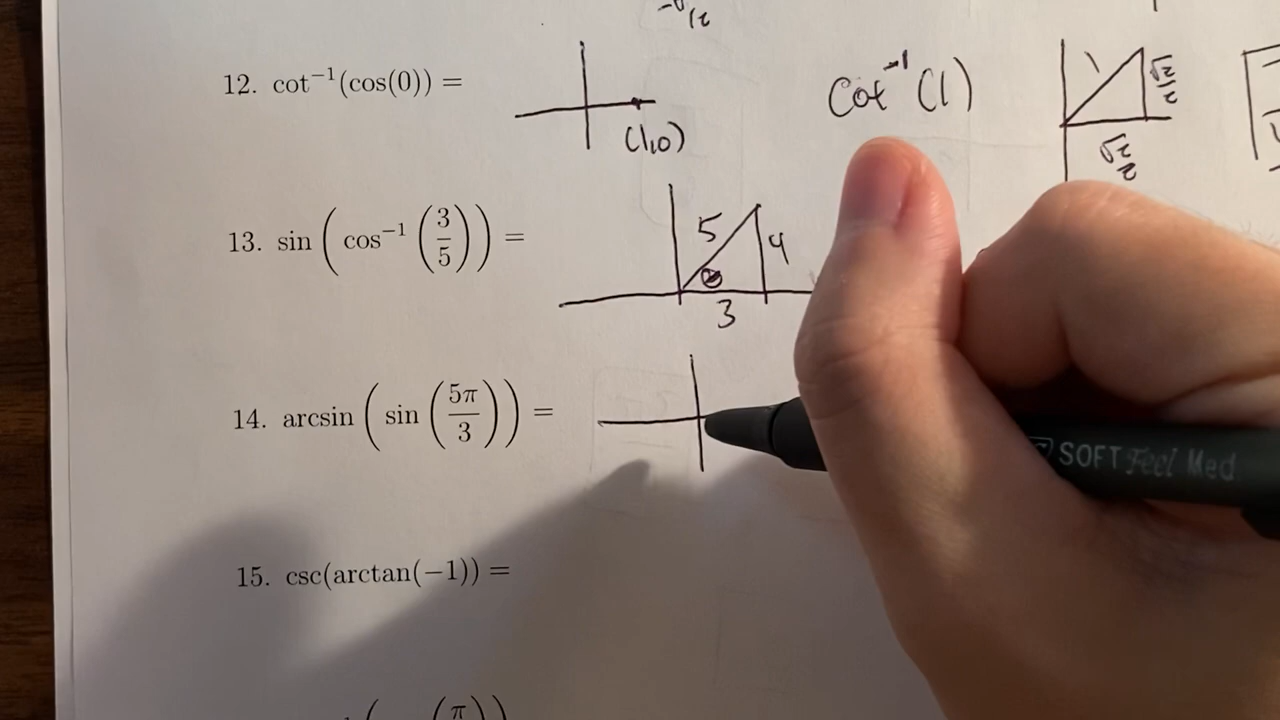 12. cot⁻¹(cos(0)) =
(1,0)
Cot⁻¹(1)
1
√2/2
√2/2
13. sin(cos⁻¹(3/5)) =
5
4
3
14. arcsin(sin(5π/3)) =
SOFT Feel Med
15. csc(arctan(−1)) =